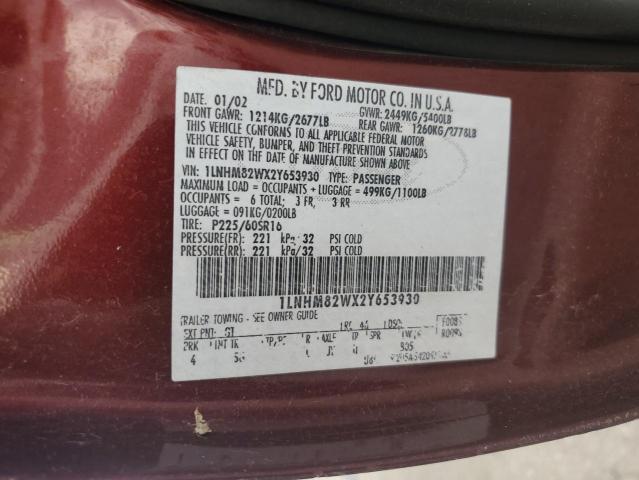 MFD. BY FORD MOTOR CO. IN U.S.A.
DATE: 01/02 GVWR: 2449KG/5400LB
FRONT GAWR: 1214KG/2677LB REAR GAWR: 1260KG/2778LB
THIS VEHICLE CONFORMS TO ALL APPLICABLE FEDERAL MOTOR
VEHICLE SAFETY, BUMPER, AND THEFT PREVENTION STANDARDS
IN EFFECT ON THE DATE OF MANUFACTURE SHOWN ABOVE
VIN: 1LNHM82WX2Y653930 TYPE: PASSENGER
MAXIMUM LOAD = OCCUPANTS + LUGGAGE = 499KG/1100LB
OCCUPANTS = 6 TOTAL; 3 FR, 3 RR
LUGGAGE = 091KG/0200LB
TIRE: P225/60SR16
PRESSURE(FR): 221 kPa/32 PSI COLD
PRESSURE(RR): 221 kPa/32 PSI COLD
1LNHM82WX2Y653930
TRAILER TOWING - SEE OWNER GUIDE
EXT PNT:
BRK
4